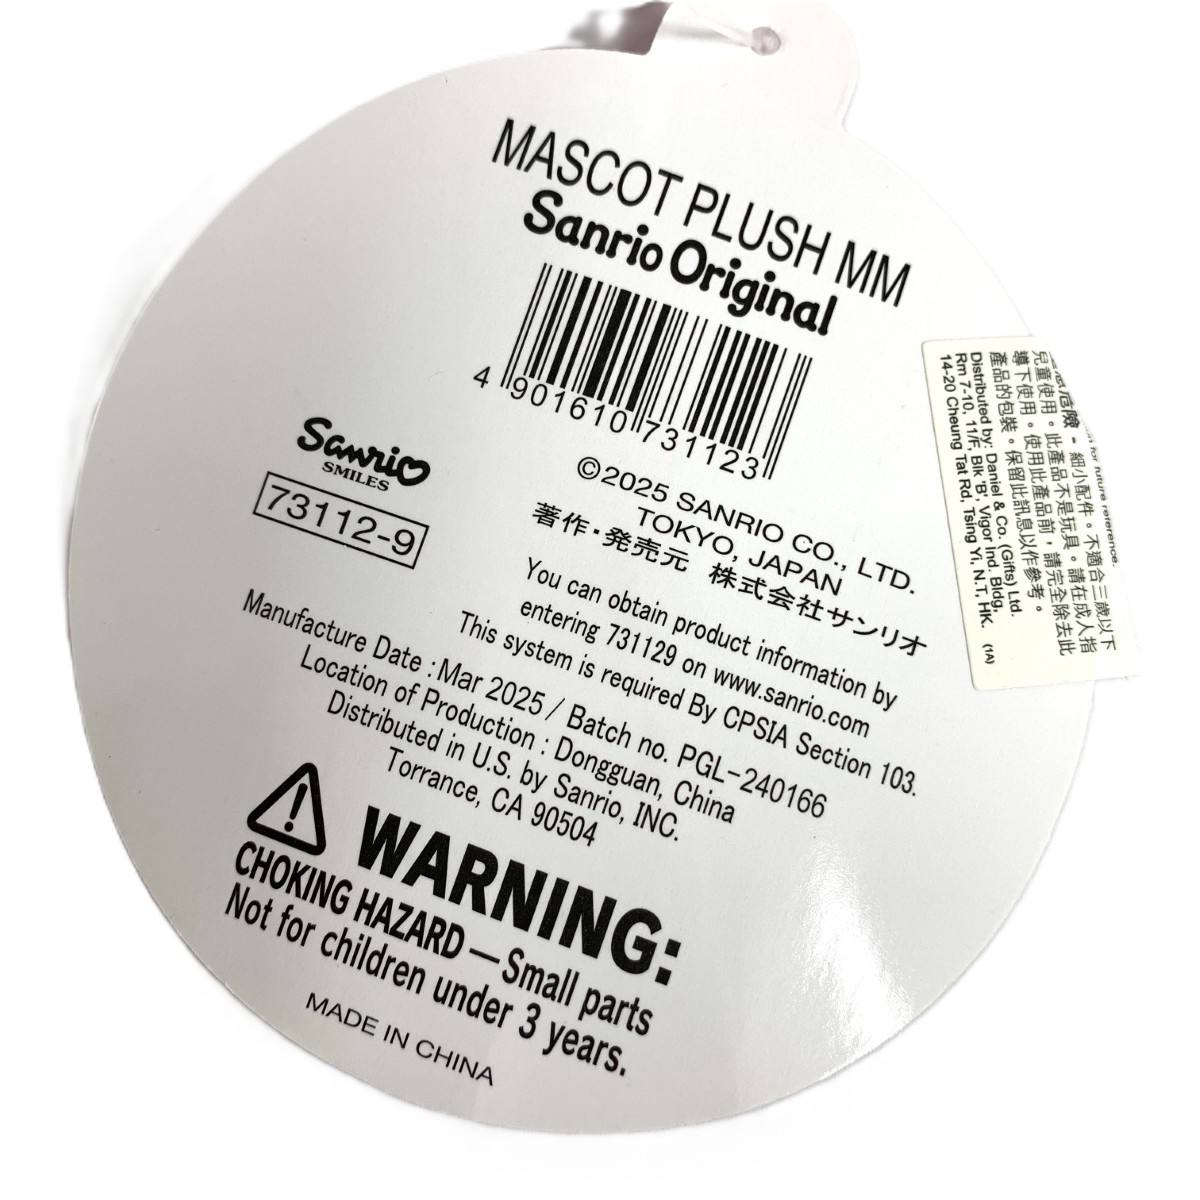 MASCOT PLUSH MM
Sanrio Original
4 901610 731123
©2025 SANRIO CO., LTD.
TOKYO, JAPAN
著作・発売元 株式会社サンリオ
Sanrio
SMILES
73112-9
You can obtain product information by
entering 731129 on www.sanrio.com
This system is required By CPSIA Section 103.
Manufacture Date : Mar 2025 / Batch no. PGL-240166
Location of Production : Dongguan, China
Distributed in U.S. by Sanrio, INC.
Torrance, CA 90504
WARNING:
CHOKING HAZARD — Small parts
Not for children under 3 years.
MADE IN CHINA
for future reference.
危險 - 細小配件。不適合三歲以下
兒童使用。此產品不是玩具。請在成人指
導下使用。使用此產品前，請完全除去此
產品的包裝。保留此訊息以作參考。
Distributed by: Daniel & Co. (Gifts) Ltd.
Rm 7-10, 11/F, Blk 'B', Vigor Ind. Bldg.
14-20 Cheung Tat Rd. Tsing Yi, N.T, HK. (1A)